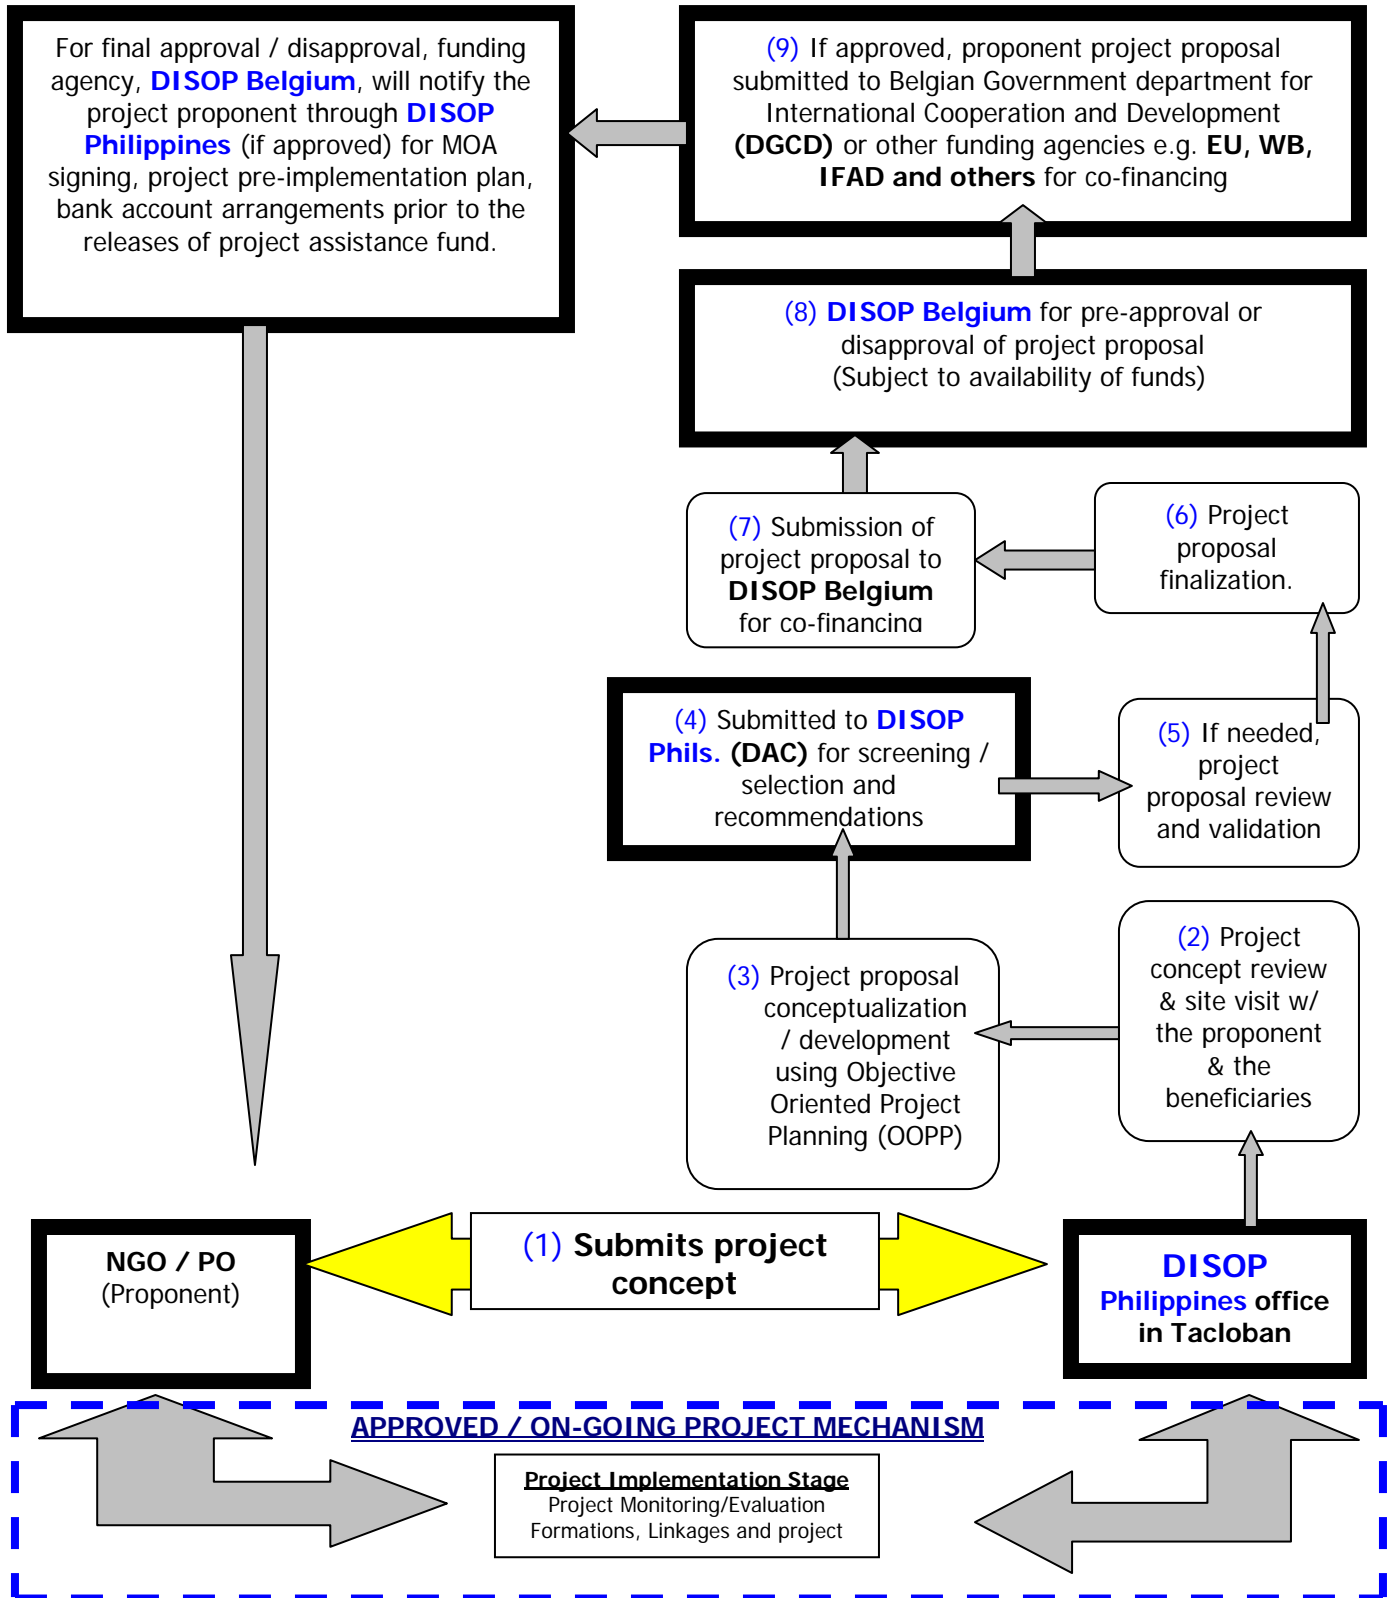 For final approval / disapproval, funding
agency, DISOP Belgium, will notify the
project proponent through DISOP
Philippines (if approved) for MOA
signing, project pre-implementation plan,
bank account arrangements prior to the
releases of project assistance fund.
(9) If approved, proponent project proposal
submitted to Belgian Government department for
International Cooperation and Development
(DGCD) or other funding agencies e.g. EU, WB,
IFAD and others for co-financing
(8) DISOP Belgium for pre-approval or
disapproval of project proposal
(Subject to availability of funds)
(7) Submission of
project proposal to
DISOP Belgium
for co-financing
(6) Project
proposal
finalization.
(4) Submitted to DISOP
Phils. (DAC) for screening /
selection and
recommendations
(5) If needed,
project
proposal review
and validation
(3) Project proposal
conceptualization
/ development
using Objective
Oriented Project
Planning (OOPP)
(2) Project
concept review
& site visit w/
the proponent
& the
beneficiaries
NGO / PO
(Proponent)
(1) Submits project
concept
DISOP
Philippines office
in Tacloban
APPROVED / ON-GOING PROJECT MECHANISM
Project Implementation Stage
Project Monitoring/Evaluation
Formations, Linkages and project